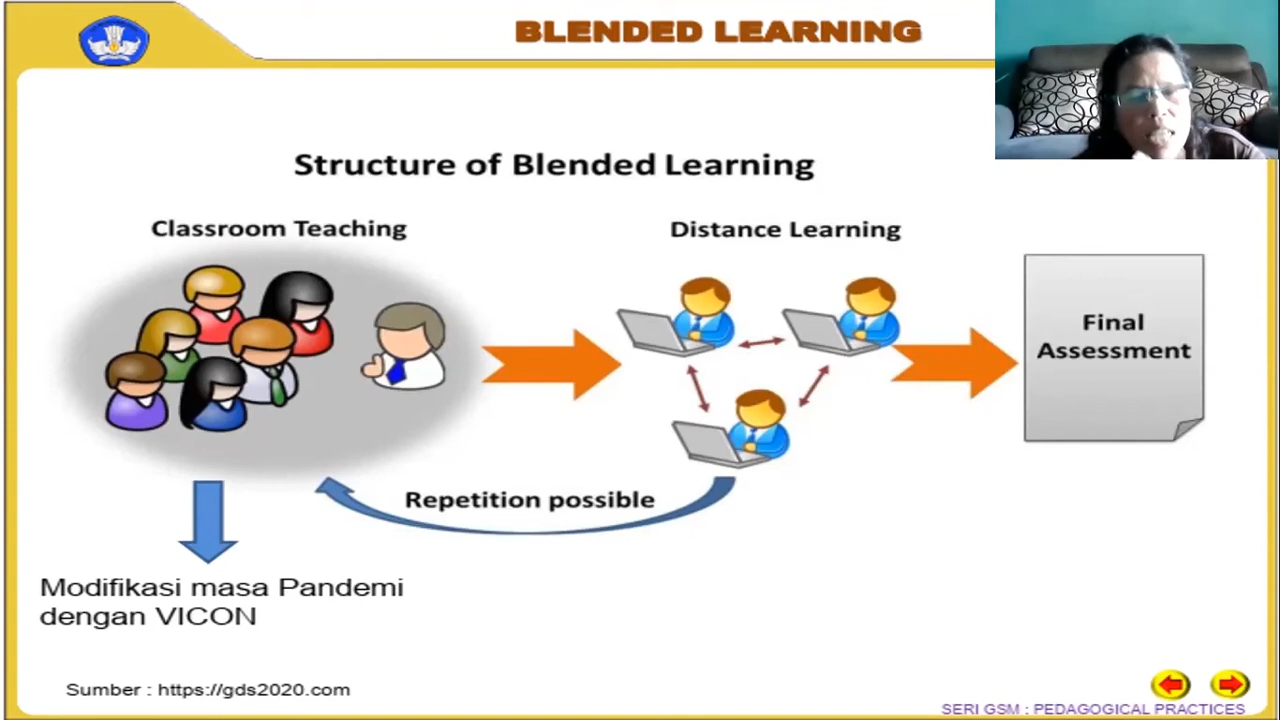 BLENDED LEARNING
Structure of Blended Learning
Classroom Teaching
Distance Learning
Final
Assessment
Repetition possible
Modifikasi masa Pandemi
dengan VICON
Sumber : https://gds2020.com
SERI GSM : PEDAGOGICAL PRACTICES